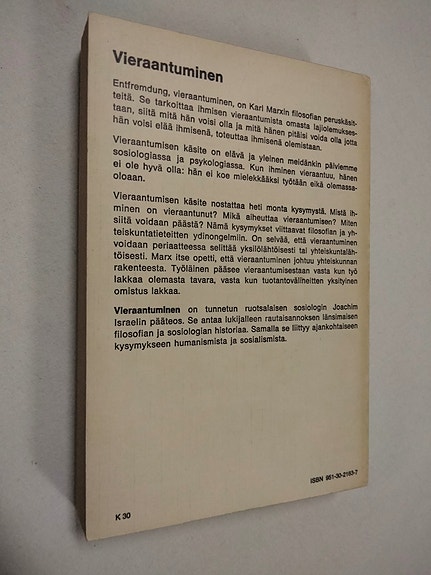 Vieraantuminen
Entfremdung, vieraantuminen, on Karl Marxin filosofian peruskäsit-
teitä. Se tarkoittaa ihmisen vieraantumista omasta lajiolemukses-
taan, siitä mitä hän voisi olla ja mitä hänen pitäisi voida olla jotta
hän voisi elää ihmisenä, toteuttaa ihmisenä olemistaan.
Vieraantumisen käsite on elävä ja yleinen meidänkin päiviemme
sosiologiassa ja psykologiassa. Kun ihminen vieraantuu, hänen
ei ole hyvä olla: hän ei koe mielekkääksi työtään eikä olemassa-
oloaan.
Vieraantumisen käsite nostattaa heti monta kysymystä. Mistä ih-
minen on vieraantunut? Mikä aiheuttaa vieraantumisen? Miten
siitä voidaan päästä? Nämä kysymykset viittaavat filosofian ja yh-
teiskuntatieteitten ydinongelmiin. On selvää, että vieraantuminen
voidaan periaatteessa selittää yksilölähtöisesti tai yhteiskuntaläh-
töisesti. Marx itse opetti, että vieraantuminen johtuu yhteiskunnan
rakenteesta. Työläinen pääsee vieraantumisestaan vasta kun työ
lakkaa olemasta tavara, vasta kun tuotantovälineitten yksityinen
omistus lakkaa.
Vieraantuminen on tunnetun ruotsalaisen sosiologin Joachim
Israelin pääteos. Se antaa lukijalleen rautaisannoksen länsimaisen
filosofian ja sosiologian historiaa. Samalla se liittyy ajankohtaiseen
kysymykseen humanismista ja sosialismista.
ISBN 951-30-2163-7
K 30